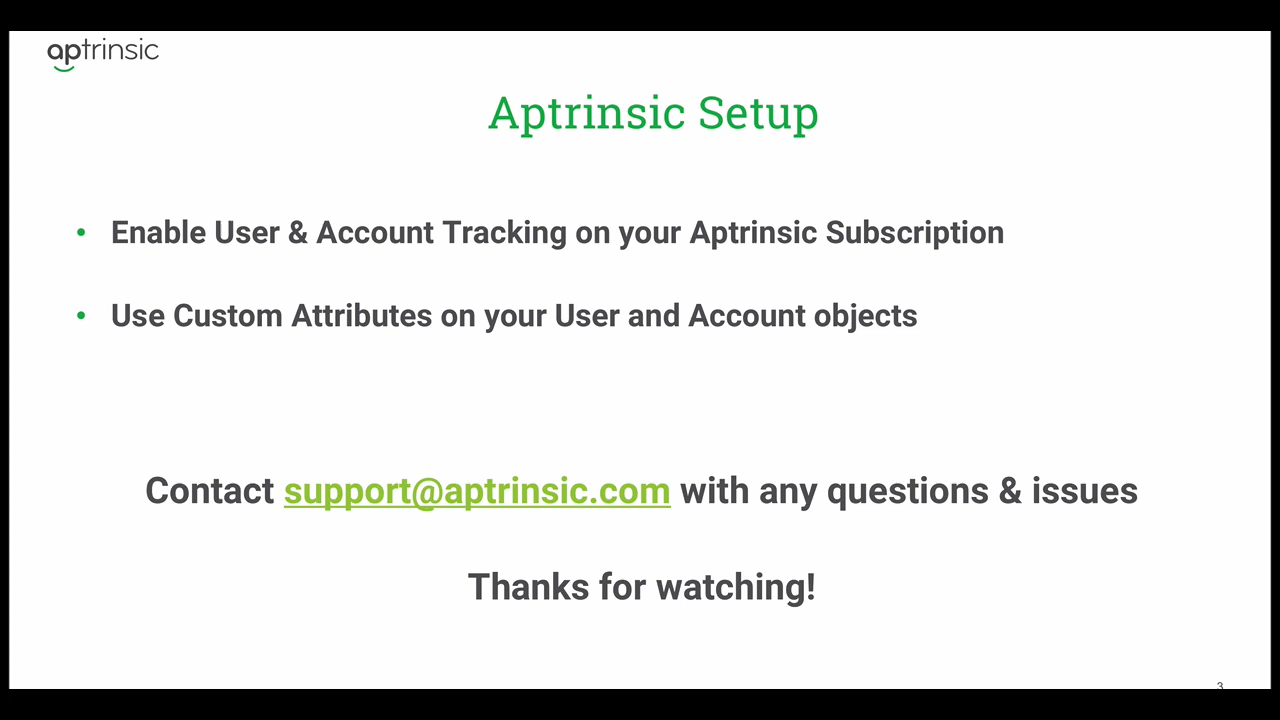 aptrinsic
Aptrinsic Setup
• Enable User & Account Tracking on your Aptrinsic Subscription
• Use Custom Attributes on your User and Account objects
Contact support@aptrinsic.com with any questions & issues
Thanks for watching!
3